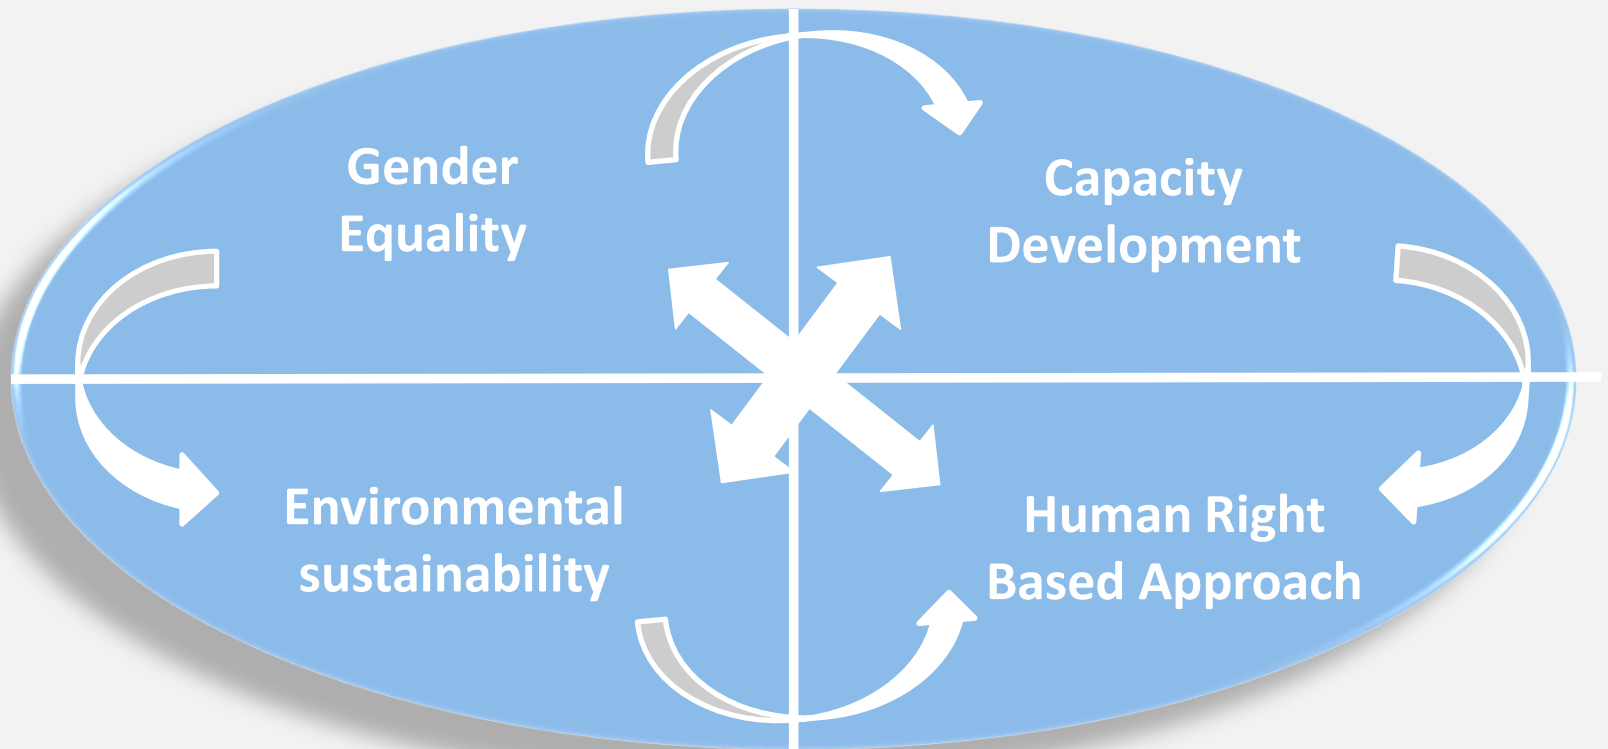 Gender
Equality
Capacity
Development
Environmental
sustainability
Human Right
Based Approach